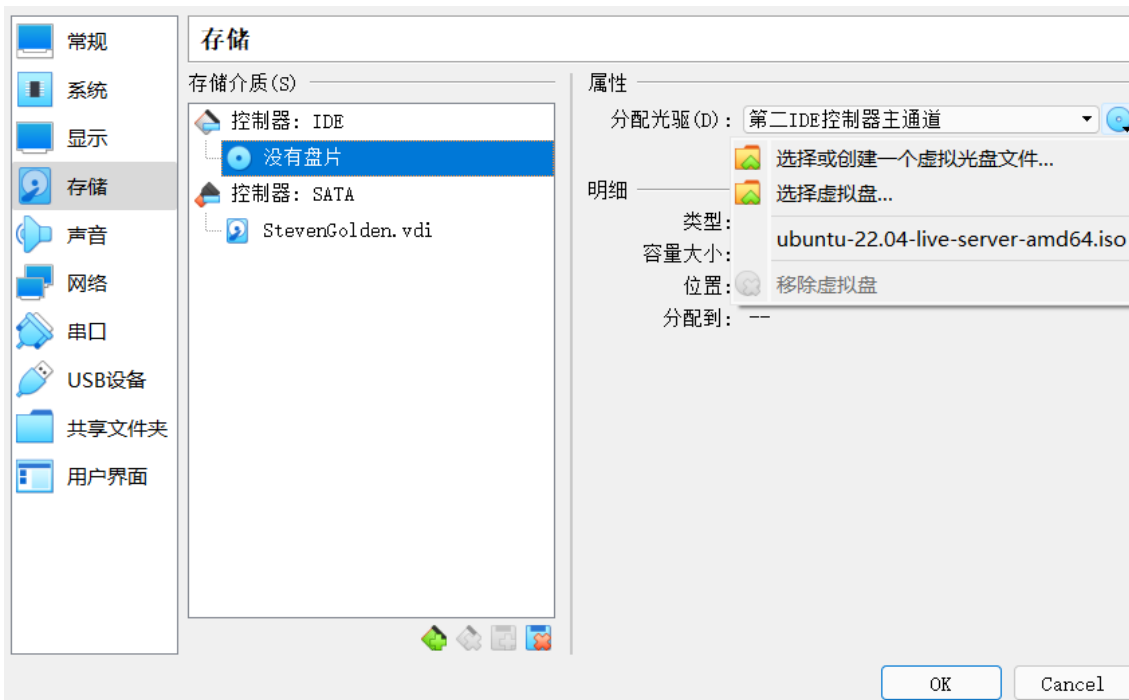 常规
系统
显示
存储
声音
网络
串口
USB设备
共享文件夹
用户界面
存储
存储介质(S)
控制器: IDE
没有盘片
控制器: SATA
StevenGolden.vdi
属性
分配光驱(D): 第二IDE控制器主通道
选择或创建一个虚拟光盘文件...
选择虚拟盘...
ubuntu-22.04-live-server-amd64.iso
移除虚拟盘
明细
类型:
容量大小:
位置:
分配到: --
OK
Cancel